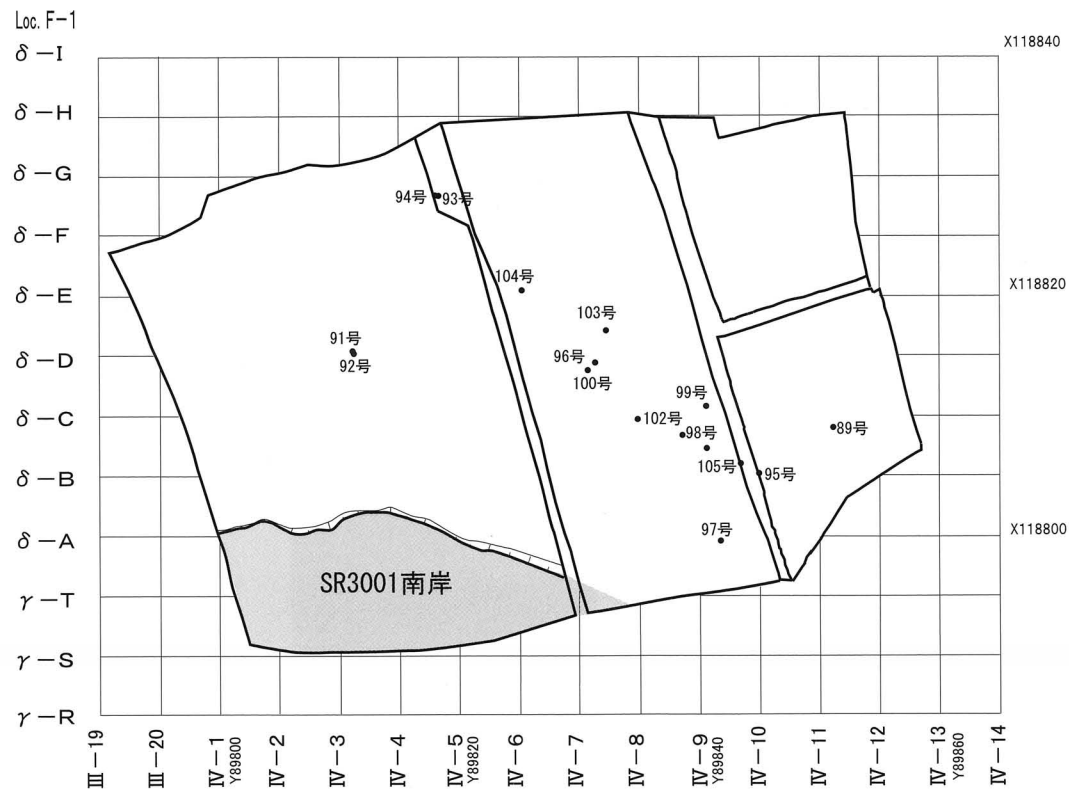 Loc. F-1
δ-I
X118840
δ-H
δ-G
94号
93号
δ-F
104号
δ-E
X118820
103号
91号
96号
δ-D
92号
100号
99号
δ-C
102号
98号
89号
105号
95号
δ-B
97号
δ-A
X118800
SR3001南岸
γ-T
γ-S
γ-R
Ⅲ-19
Ⅲ-20
Ⅳ-1
Y89800
Ⅳ-2
Ⅳ-3
Ⅳ-4
Ⅳ-5
Y89820
Ⅳ-6
Ⅳ-7
Ⅳ-8
Ⅳ-9
Y89840
Ⅳ-10
Ⅳ-11
Ⅳ-12
Ⅳ-13
Y89860
Ⅳ-14